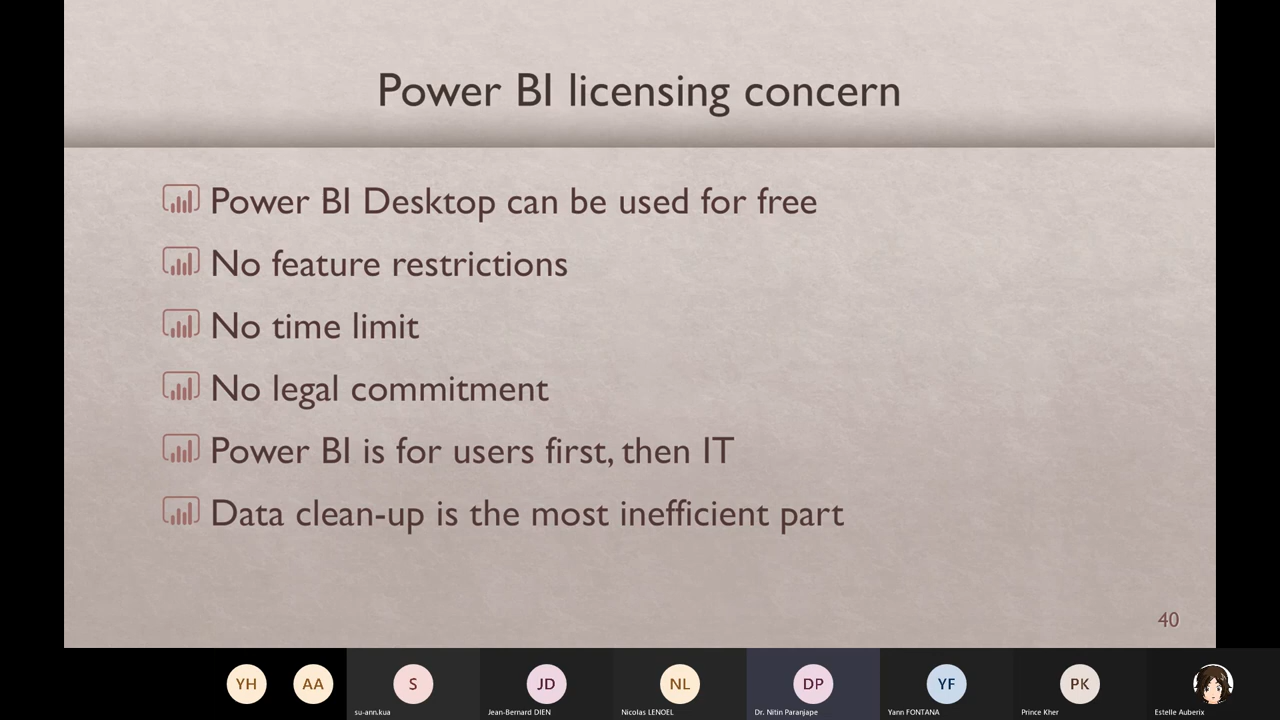 Power BI licensing concern
Power BI Desktop can be used for free
No feature restrictions
No time limit
No legal commitment
Power BI is for users first, then IT
Data clean-up is the most inefficient part
40
YH
AA
S
JD
NL
DP
YF
PK
su-ann.kua
Jean-Bernard DIEN
Nicolas LENOEL
Dr. Nitin Paranjape
Yann FONTANA
Prince Kher
Estelle Auberix